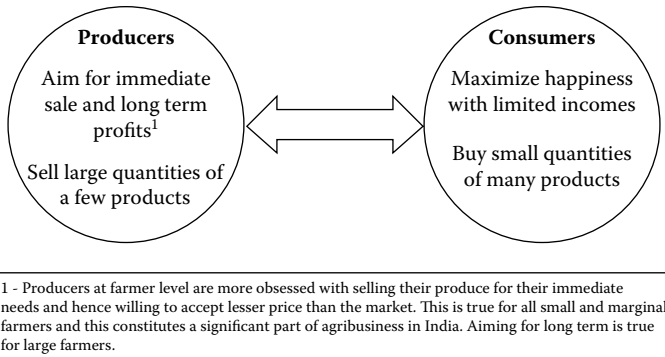 Producers
Aim for immediate
sale and long term
profits1
Sell large quantities of
a few products
Consumers
Maximize happiness
with limited incomes
Buy small quantities
of many products
1 - Producers at farmer level are more obsessed with selling their produce for their immediate
needs and hence willing to accept lesser price than the market. This is true for all small and marginal
farmers and this constitutes a significant part of agribusiness in India. Aiming for long term is true
for large farmers.